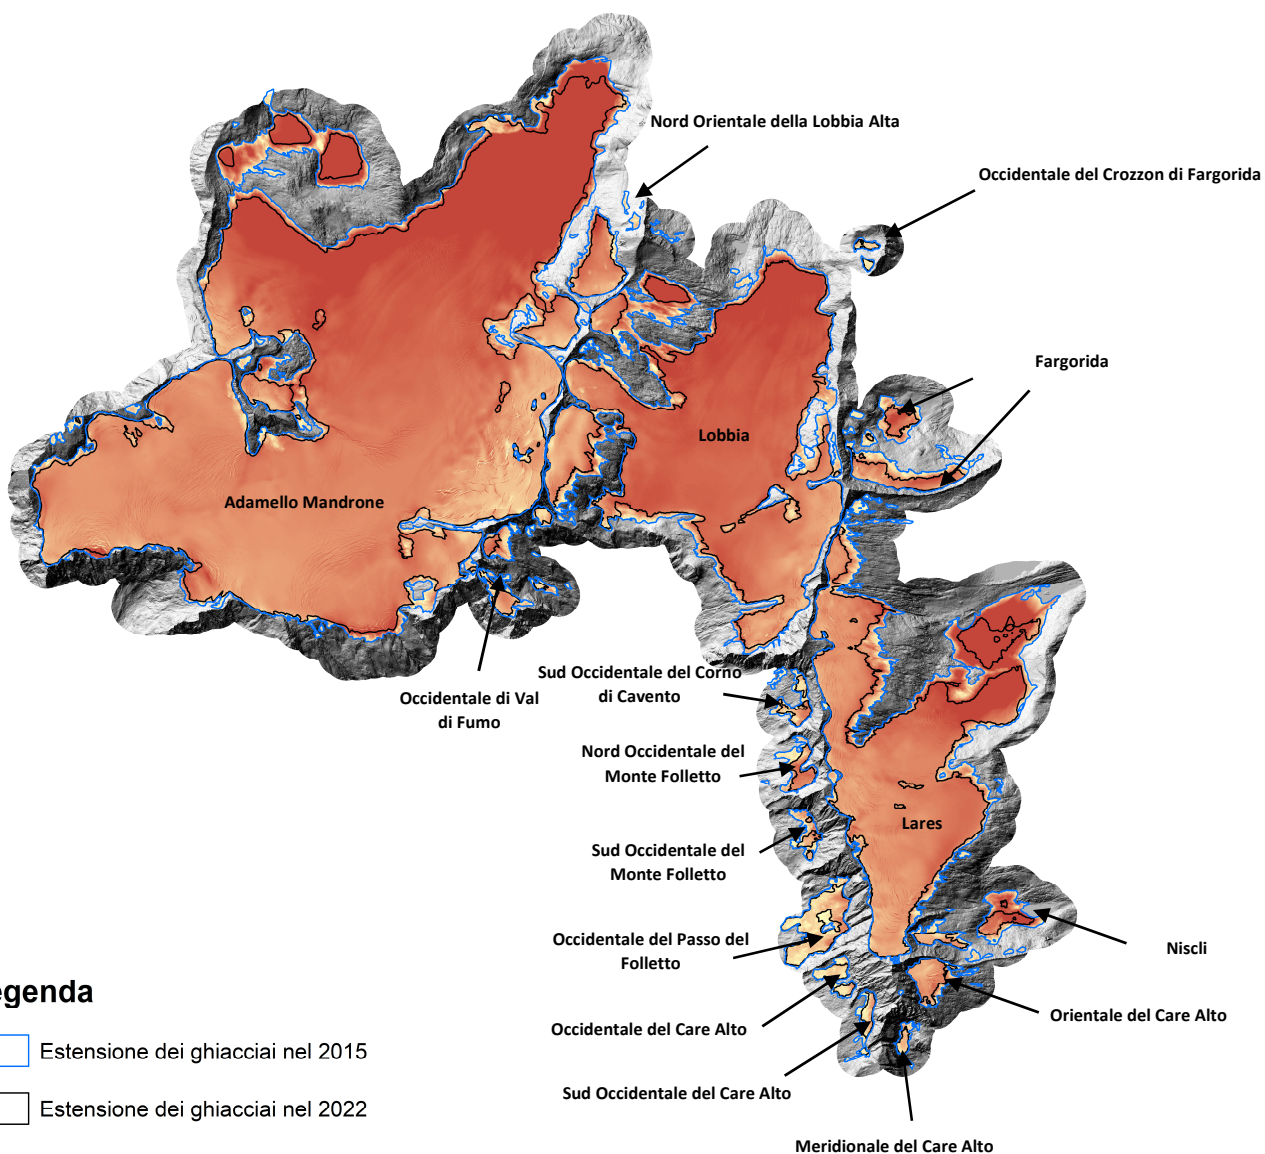 Nord Orientale della Lobbia Alta
Occidentale del Crozzon di Fargorida
Fargorida
Lobbia
Adamello Mandrone
Sud Occidentale del Corno
di Cavento
Occidentale di Val
di Fumo
Nord Occidentale del
Monte Folletto
Lares
Sud Occidentale del
Monte Folletto
Occidentale del Passo del
Folletto
Niscli
Orientale del Care Alto
Occidentale del Care Alto
Sud Occidentale del Care Alto
Meridionale del Care Alto
egenda
Estensione dei ghiacciai nel 2015
Estensione dei ghiacciai nel 2022